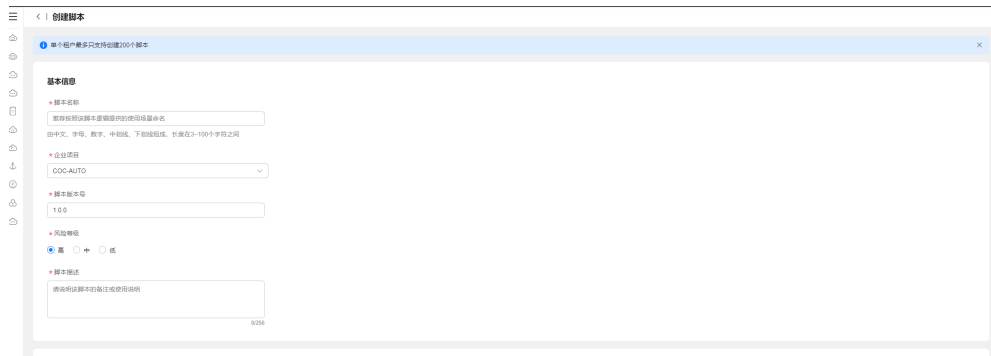 创建脚本
单个租户最多只支持创建200个脚本
基本信息
*脚本名称
推荐按照该脚本逻辑提供的使用场景命名
由中文、字母、数字、中划线、下划线组成，长度在3~100个字符之间
*企业项目
COC-AUTO
*脚本版本号
1.0.0
*风险等级
高 中 低
*脚本描述
请说明该脚本的备注或使用说明
0/256